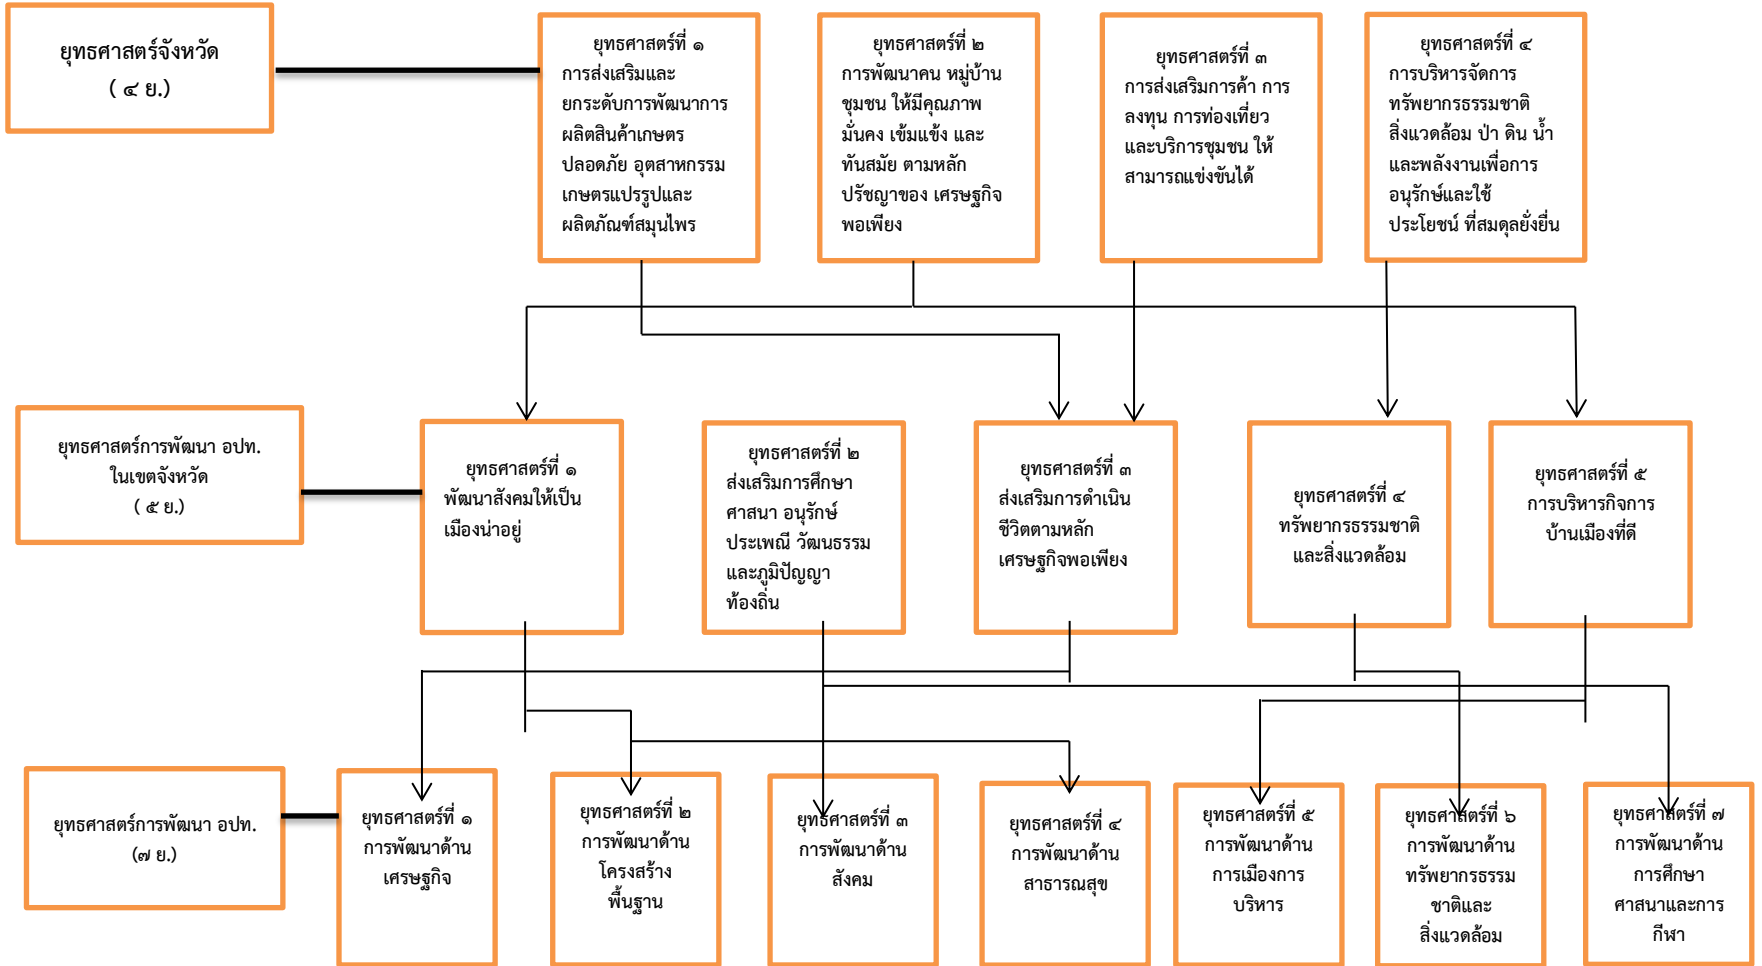 ยุทธศาสตร์จังหวัด
( ๔ ย.)
ยุทธศาสตร์ที่ ๑
การส่งเสริมและ
ยกระดับการพัฒนาการ
ผลิตสินค้าเกษตร
ปลอดภัย อุตสาหกรรม
เกษตรแปรรูปและ
ผลิตภัณฑ์สมุนไพร
ยุทธศาสตร์ที่ ๒
การพัฒนาคน หมู่บ้าน
ชุมชน ให้มีคุณภาพ
มั่นคง เข้มแข้ง และ
ทันสมัย ตามหลัก
ปรัชญาของ เศรษฐกิจ
พอเพียง
ยุทธศาสตร์ที่ ๓
การส่งเสริมการค้า การ
ลงทุน การท่องเที่ยว
และบริการชุมชน ให้
สามารถแข่งขันได้
ยุทธศาสตร์ที่ ๔
การบริหารจัดการ
ทรัพยากรธรรมชาติ
สิ่งแวดล้อม ป่า ดิน น้ำ
และพลังงานเพื่อการ
อนุรักษ์และใช้
ประโยชน์ ที่สมดุลยั่งยื่น
ยุทธศาสตร์การพัฒนา อปท.
ในเขตจังหวัด
( ๕ ย.)
ยุทธศาสตร์ที่ ๑
พัฒนาสังคมให้เป็น
เมืองน่าอยู่
ยุทธศาสตร์ที่ ๒
ส่งเสริมการศึกษา
ศาสนา อนุรักษ์
ประเพณี วัฒนธรรม
และภูมิปัญญา
ท้องถิ่น
ยุทธศาสตร์ที่ ๓
ส่งเสริมการดำเนิน
ชีวิตตามหลัก
เศรษฐกิจพอเพียง
ยุทธศาสตร์ที่ ๔
ทรัพยากรธรรมชาติ
และสิ่งแวดล้อม
ยุทธศาสตร์ที่ ๕
การบริหารกิจการ
บ้านเมืองที่ดี
ยุทธศาสตร์การพัฒนา อปท.
(๗ ย.)
ยุทธศาสตร์ที่ ๑
การพัฒนาด้าน
เศรษฐกิจ
ยุทธศาสตร์ที่ ๒
การพัฒนาด้าน
โครงสร้าง
พื้นฐาน
ยุทธศาสตร์ที่ ๓
การพัฒนาด้าน
สังคม
ยุทธศาสตร์ที่ ๔
การพัฒนาด้าน
สาธารณสุข
ยุทธศาสตร์ที่ ๕
การพัฒนาด้าน
การเมืองการ
บริหาร
ยุทธศาสตร์ที่ ๖
การพัฒนาด้าน
ทรัพยากรธรรม
ชาติและ
สิ่งแวดล้อม
ยุทธศาสตร์ที่ ๗
การพัฒนาด้าน
การศึกษา
ศาสนาและการ
กีฬา